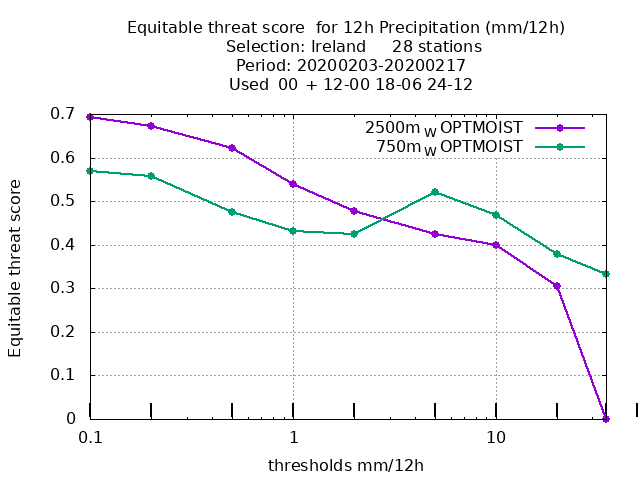 Equitable threat score  for 12h Precipitation (mm/12h)
Selection: Ireland     28 stations
Period: 20200203-20200217
Used  00  + 12-00 18-06 24-12
2500m W OPTMOIST
750m W OPTMOIST
Equitable threat score
0.7
0.6
0.5
0.4
0.3
0.2
0.1
0
0.1 1 10
thresholds mm/12h